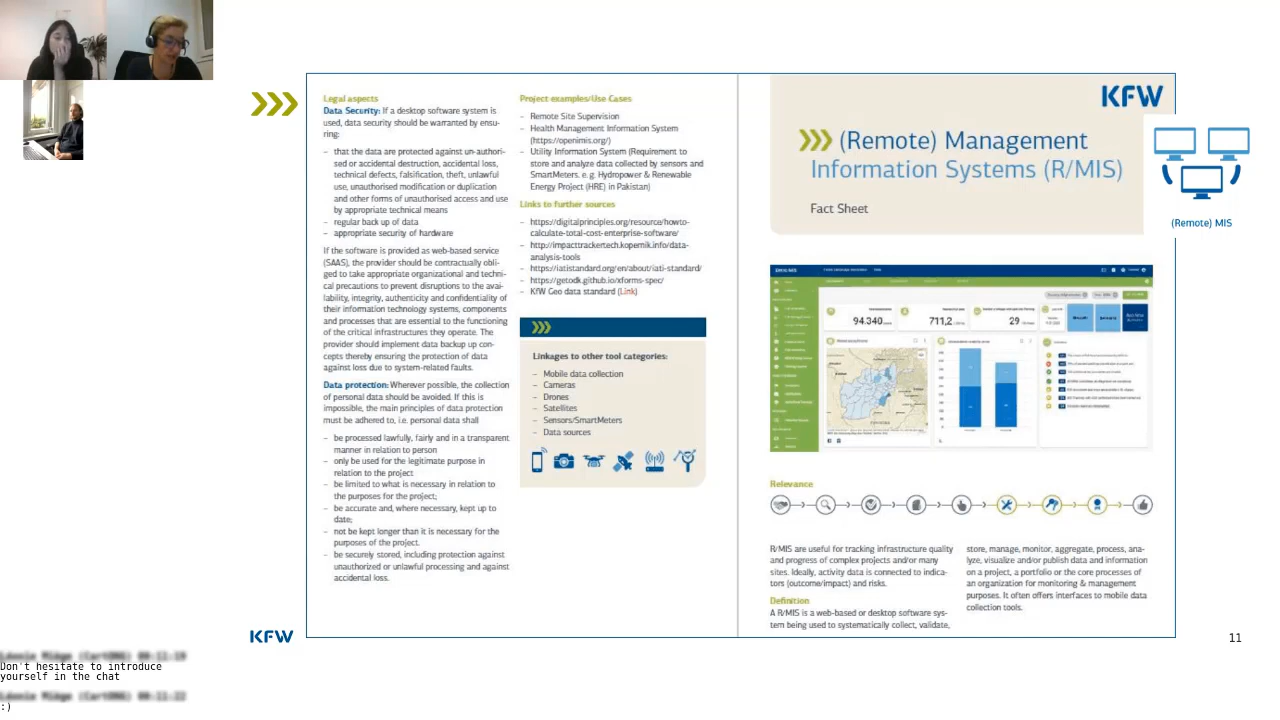 Legal aspects
Data Security: If a desktop software system is
used, data security should be warranted by ensu-
ring:
– that the data are protected against un-authori-
sed or accidental destruction, accidental loss,
technical defects, falsification, theft, unlawful
use, unauthorised modification or duplication
and other forms of unauthorised access and use
by appropriate technical means
– regular back up of data
– appropriate security of hardware
If the software is provided as web-based service
(SAAS), the provider should be contractually obli-
ged to take appropriate organizational and techni-
cal precautions to prevent disruptions to the avai-
lability, integrity, authenticity and confidentiality of
their information technology systems, components
and processes that are essential to the functioning
of the critical infrastructures they operate. The
provider should implement data backup up con-
cepts thereby ensuring the protection of data
against loss due to system-related faults.
Data protection: Wherever possible, the collection
of personal data should be avoided. If this is
impossible, the main principles of data protection
must be adhered to, i.e. personal data shall
– be processed lawfully, fairly and in a transparent
manner in relation to person
– only be used for the legitimate purpose in
relation to the project
– be limited to what is necessary in relation to
the purposes for the project;
– be accurate and, where necessary, kept up to
date;
– not be kept longer than it is necessary for the
purposes of the project.
– be securely stored, including protection against
unauthorized or unlawful processing and against
accidental loss.
Project examples/Use Cases
– Remote Site Supervision
– Health Management Information System
(https://openimis.org/)
– Utility Information System (Requirement to
store and analyze data collected by sensors and
SmartMeters. e.g. Hydropower & Renewable
Energy Project (HRE) in Pakistan)
Links to further sources
– https://digitalprinciples.org/resource/howto-
calculate-total-cost-enterprise-software/
– http://impacttrackertech.kopernik.info/data-
analysis-tools
– https://iatistandard.org/en/about/iati-standard/
– https://getodk.github.io/xforms-spec/
– KfW Geo data standard (Link)
Linkages to other tool categories:
– Mobile data collection
– Cameras
– Drones
– Satellites
– Sensors/SmartMeters
– Data sources
KFW
(Remote) Management
Information Systems (R/MIS)
Fact Sheet
(Remote) MIS
94.340
711,2
29
Relevance
R/MIS are useful for tracking infrastructure quality
and progress of complex projects and/or many
sites. Ideally, activity data is connected to indica-
tors (outcome/impact) and risks.
Definition
A R/MIS is a web-based or desktop software sys-
tem being used to systematically collect, validate,
store, manage, monitor, aggregate, process, ana-
lyze, visualize and/or publish data and information
on a project, a portfolio or the core processes of
an organization for monitoring & management
purposes. It often offers interfaces to mobile data
collection tools.
KFW
11
Don't hesitate to introduce
yourself in the chat
:)